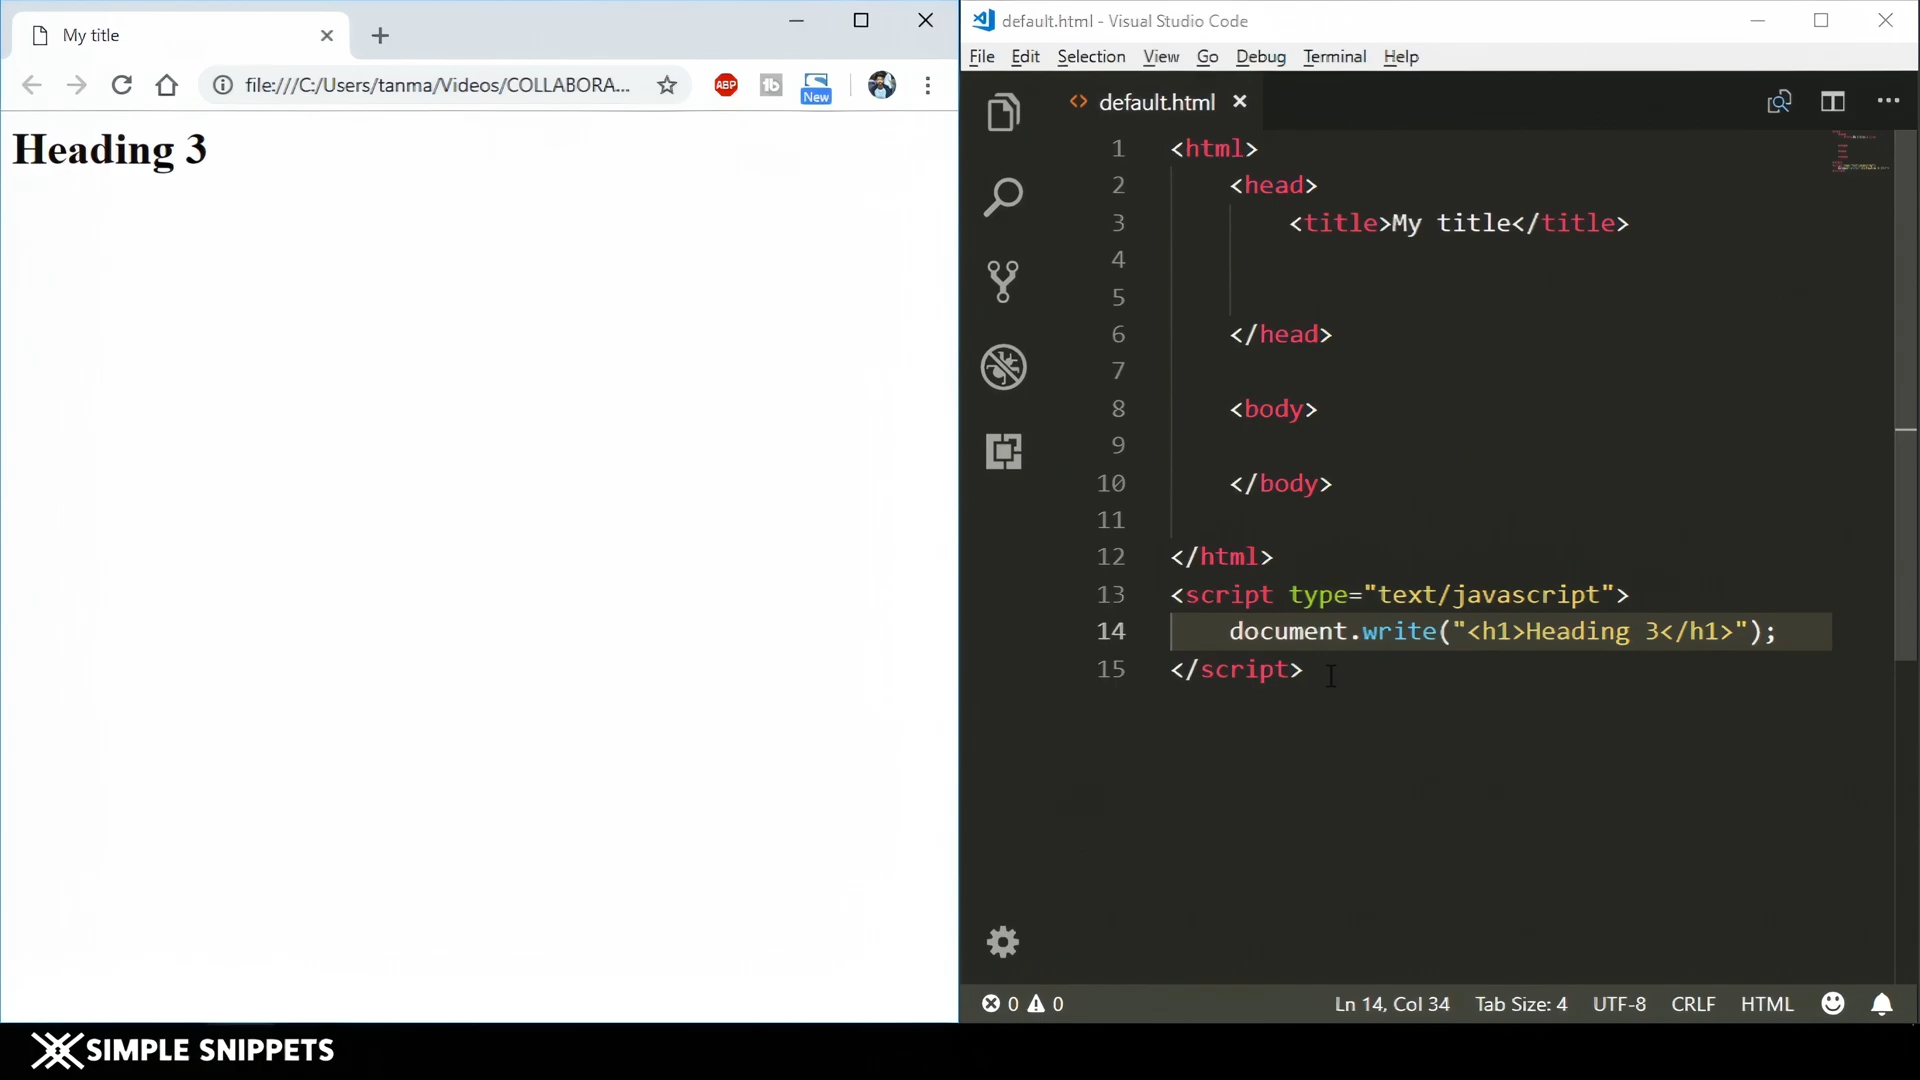 My title
file:///C:/Users/tanma/Videos/COLLABORA...
ABP
New
Heading 3
default.html - Visual Studio Code
File Edit Selection View Go Debug Terminal Help
default.html
1 <html>
2 <head>
3 <title>My title</title>
4
5
6 </head>
7
8 <body>
9
10 </body>
11
12 </html>
13 <script type="text/javascript">
14 document.write("<h1>Heading 3</h1>");
15 </script>
0 0 Ln 14, Col 34 Tab Size: 4 UTF-8 CRLF HTML
SIMPLE SNIPPETS